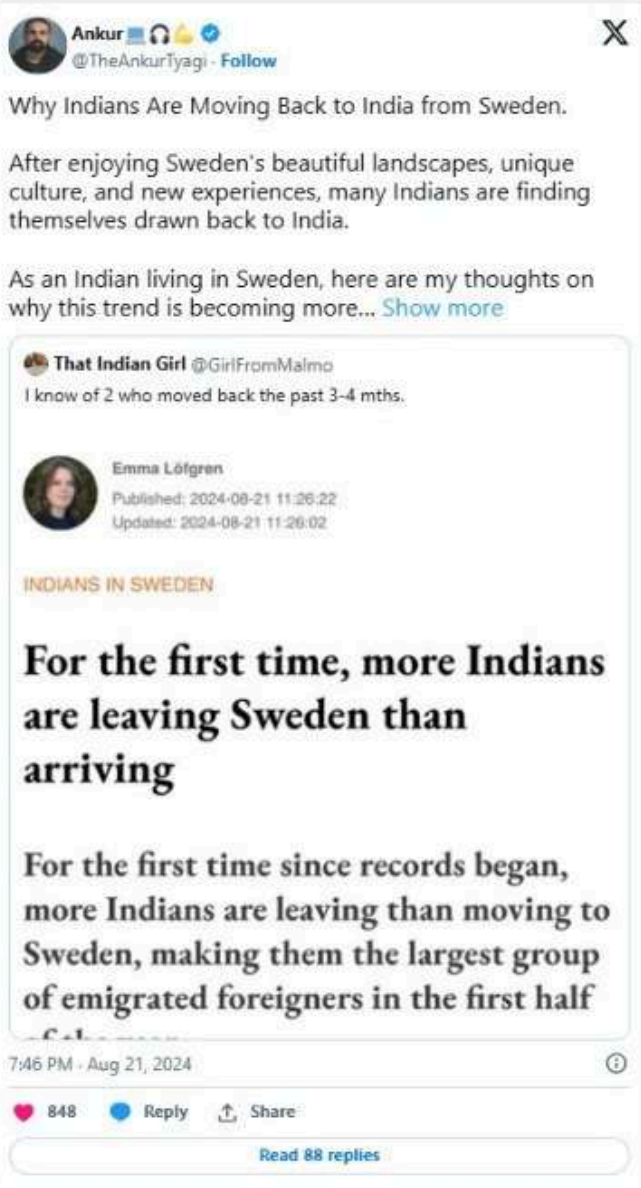 Ankur
@TheAnkurTyagi · Follow
Why Indians Are Moving Back to India from Sweden.
After enjoying Sweden's beautiful landscapes, unique
culture, and new experiences, many Indians are finding
themselves drawn back to India.
As an Indian living in Sweden, here are my thoughts on
why this trend is becoming more... Show more
That Indian Girl @GirlFromMalmo
I know of 2 who moved back the past 3-4 mths.
Emma Löfgren
Published: 2024-08-21 11:26:22
Updated: 2024-08-21 11:26:02
INDIANS IN SWEDEN
For the first time, more Indians
are leaving Sweden than
arriving
For the first time since records began,
more Indians are leaving than moving to
Sweden, making them the largest group
of emigrated foreigners in the first half
7:46 PM · Aug 21, 2024
848 Reply Share
Read 88 replies